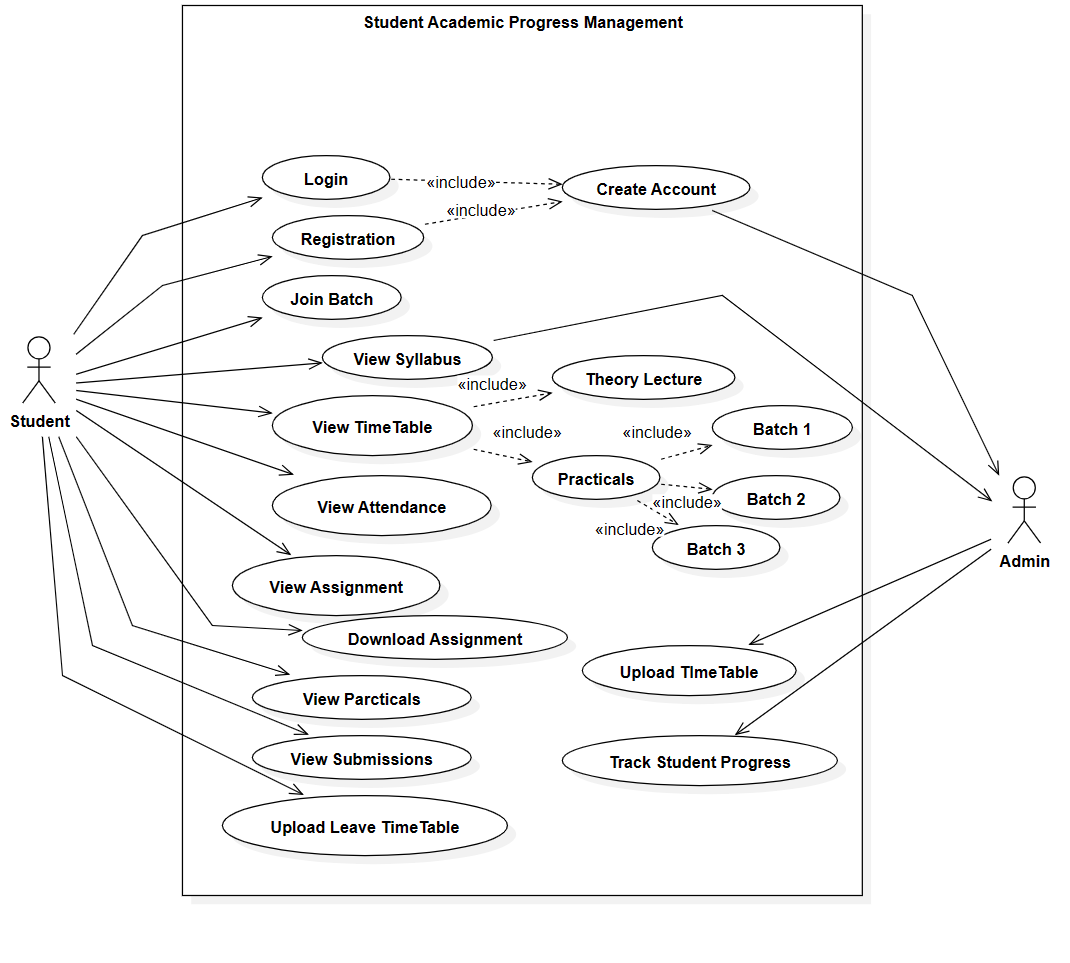 Student Academic Progress Management
Login
«include»
Create Account
«include»
Registration
Join Batch
View Syllabus
«include»
Theory Lecture
Student
View TimeTable
«include»
«include»
Batch 1
Practicals
«include»
Batch 2
View Attendance
«include»
Batch 3
Admin
View Assignment
Download Assignment
Upload TImeTable
View Parcticals
View Submissions
Track Student Progress
Upload Leave TimeTable